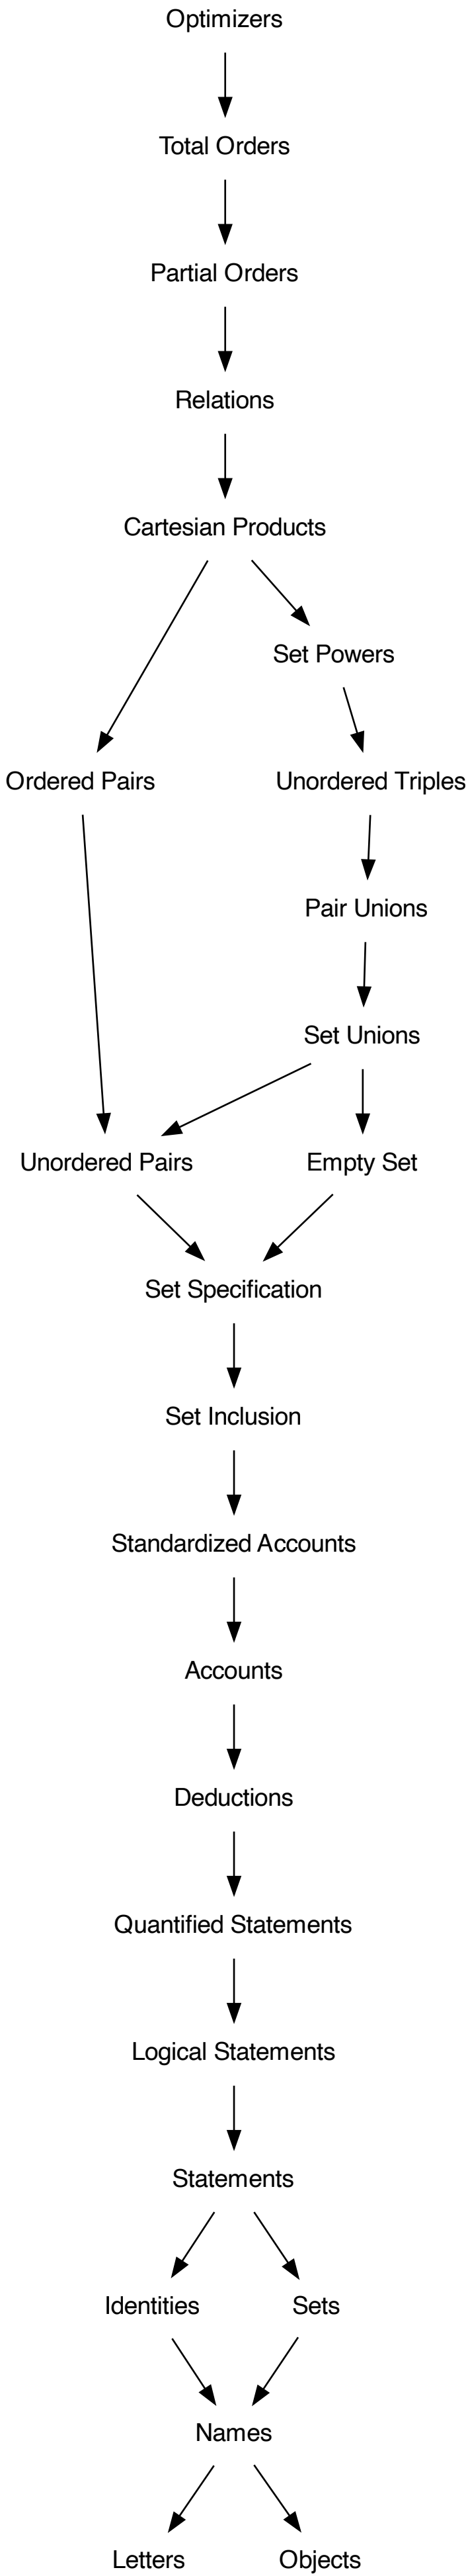 Optimizers
Total Orders
Partial Orders
Relations
Cartesian Products
Set Powers
Ordered Pairs
Unordered Triples
Pair Unions
Set Unions
Unordered Pairs
Empty Set
Set Specification
Set Inclusion
Standardized Accounts
Accounts
Deductions
Quantified Statements
Logical Statements
Statements
Identities
Sets
Names
Letters
Objects